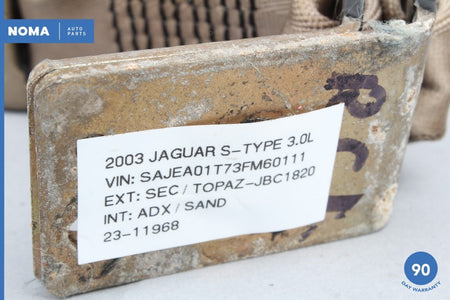 NOMA AUTO
PARTS
2003 JAGUAR S-TYPE 3.0L
VIN: SAJEA01T73FM60111
EXT: SEC / TOPAZ-JBC1820
INT: ADX / SAND
23-11968
90
DAY WARRANTY